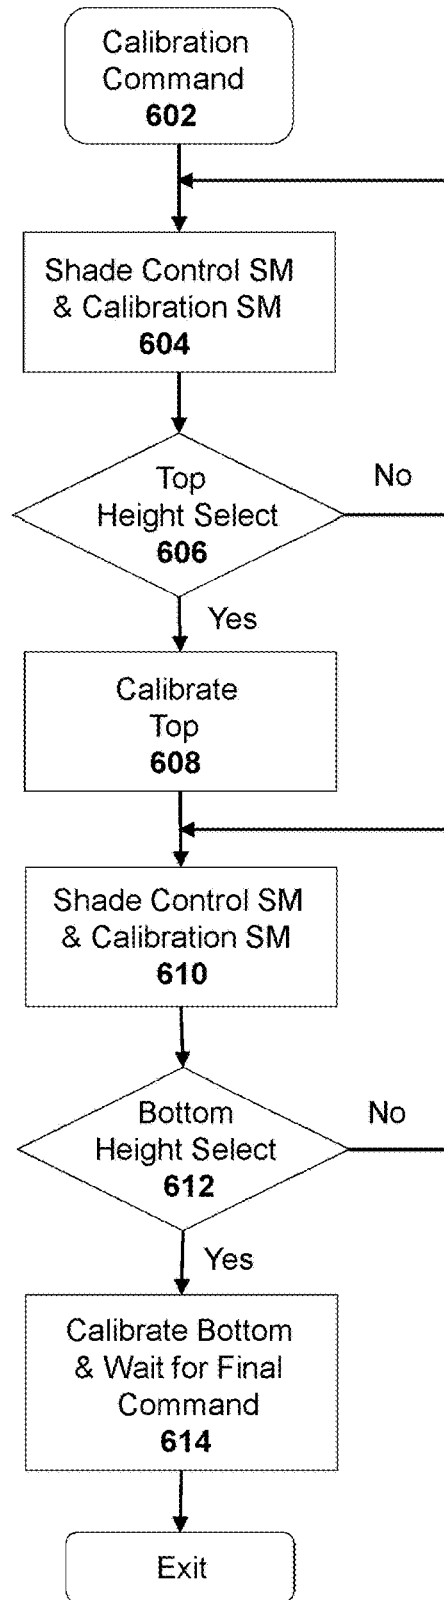 Calibration
Command
602
Shade Control SM
& Calibration SM
604
Top
Height Select
606
No
Yes
Calibrate
Top
608
Shade Control SM
& Calibration SM
610
Bottom
Height Select
612
No
Yes
Calibrate Bottom
& Wait for Final
Command
614
Exit